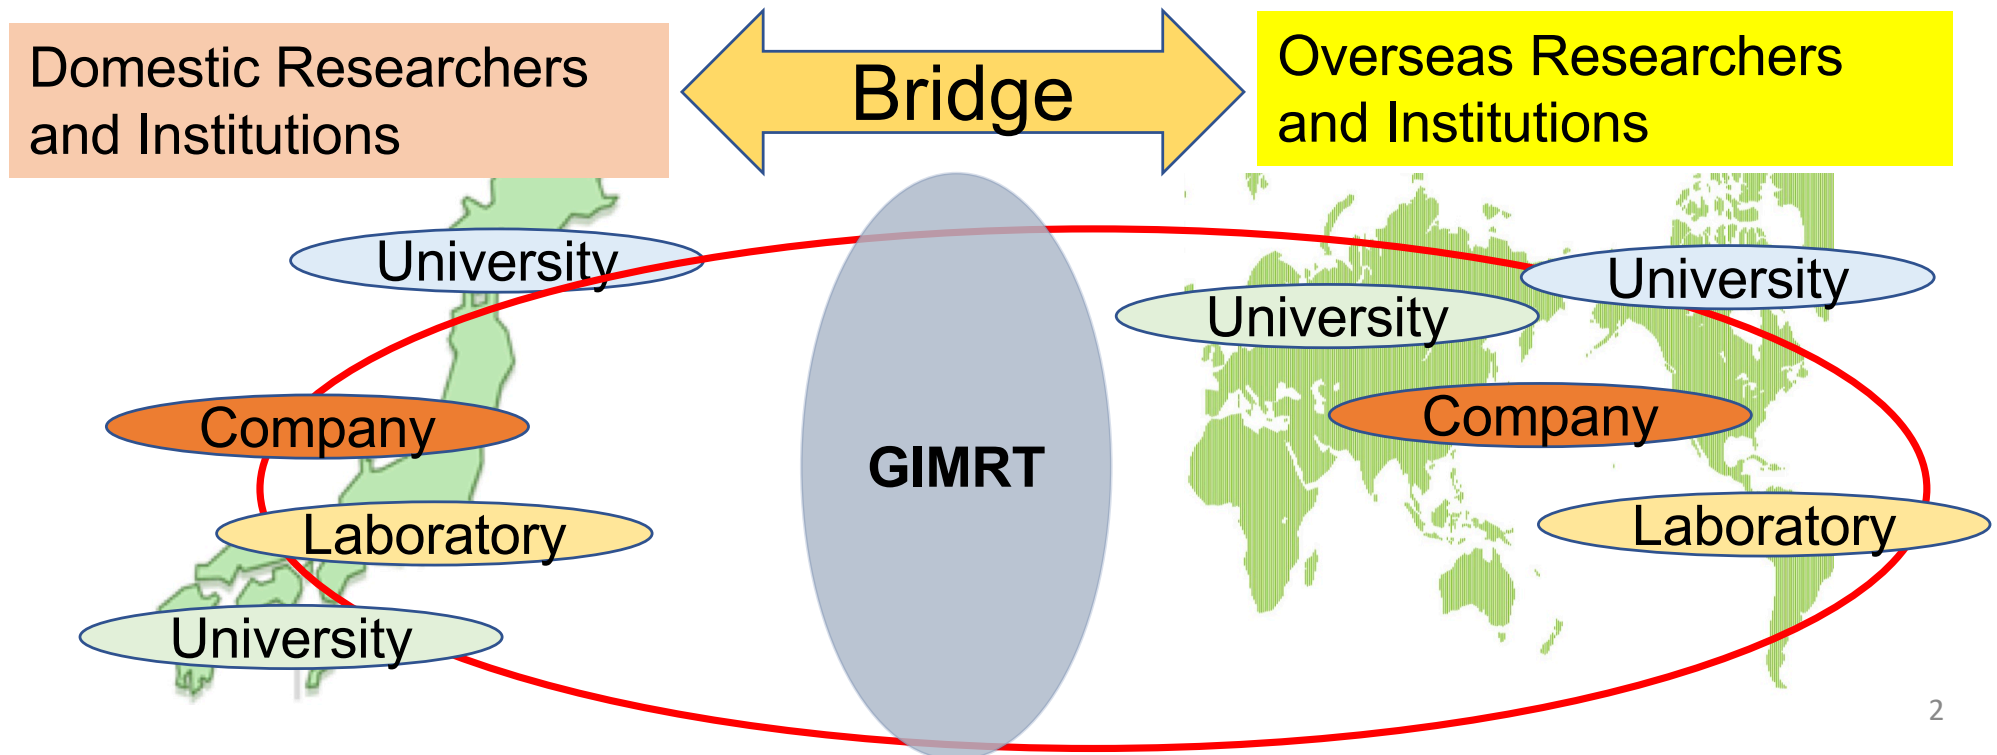 Domestic Researchers
and Institutions
Bridge
Overseas Researchers
and Institutions
University
Company
Laboratory
University
GIMRT
University
University
Company
Laboratory
2